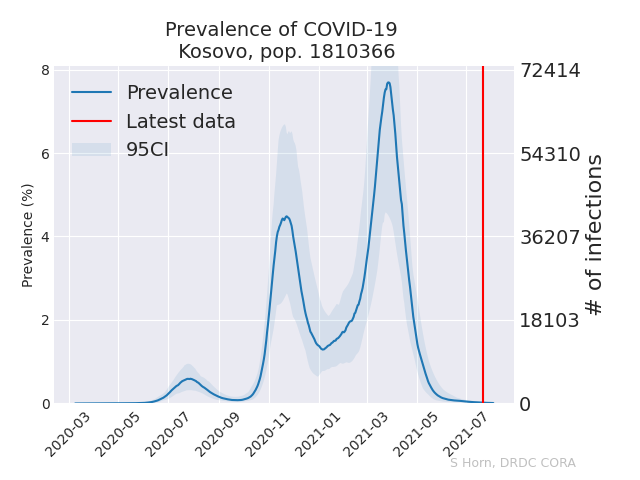 Prevalence of COVID-19
Kosovo, pop. 1810366
8
6
4
2
0
Prevalence (%)
Prevalence
Latest data
95CI
72414
54310
36207
18103
0
# of infections
2020-03
2020-05
2020-07
2020-09
2020-11
2021-01
2021-03
2021-05
2021-07
S Horn, DRDC CORA